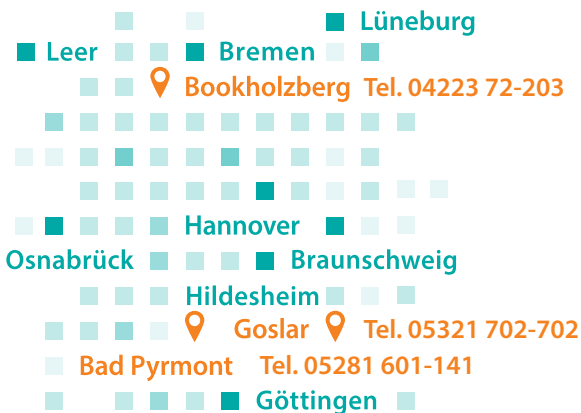 Lüneburg
Leer Bremen
Bookholzberg Tel. 04223 72-203
Hannover
Osnabrück Braunschweig
Hildesheim
Goslar Tel. 05321 702-702
Bad Pyrmont Tel. 05281 601-141
Göttingen